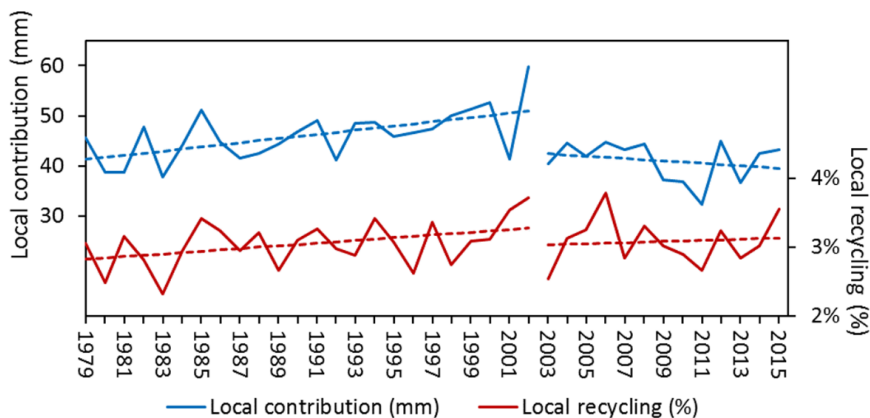 Local contribution (mm)
60
50
40
30
4%
3%
2%
Local recycling (%)
1979 1981 1983 1985 1987 1989 1991 1993 1995 1997 1999 2001 2003 2005 2007 2009 2011 2013 2015
Local contribution (mm) Local recycling (%)